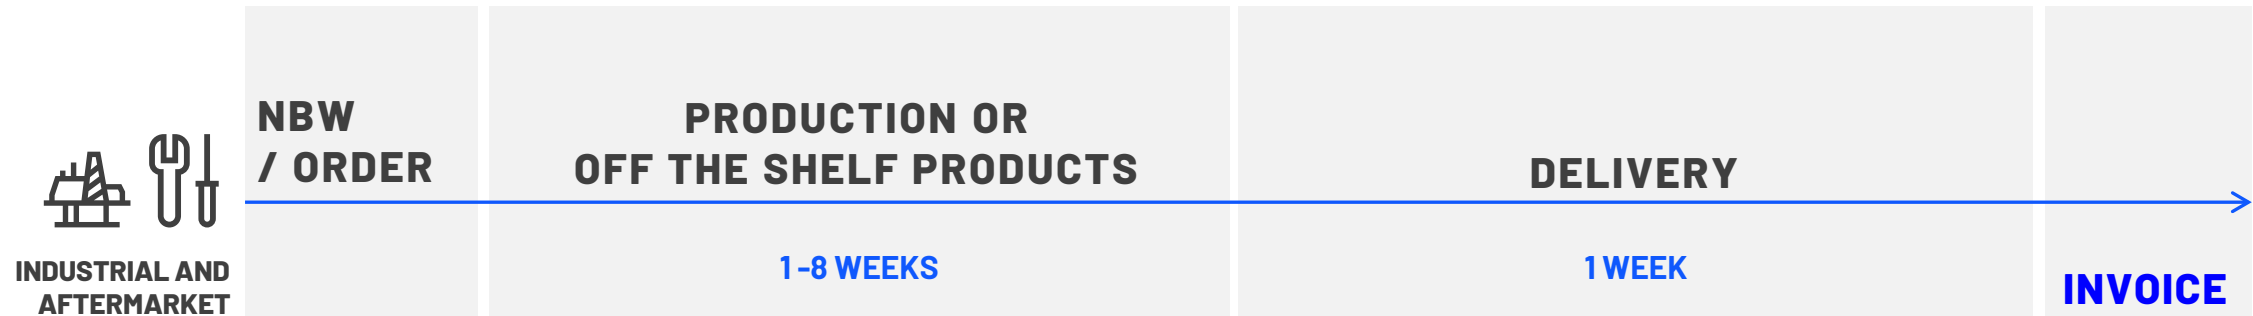 NBW
/ ORDER
PRODUCTION OR
OFF THE SHELF PRODUCTS
DELIVERY
INDUSTRIAL AND
AFTERMARKET
1-8 WEEKS
1 WEEK
INVOICE